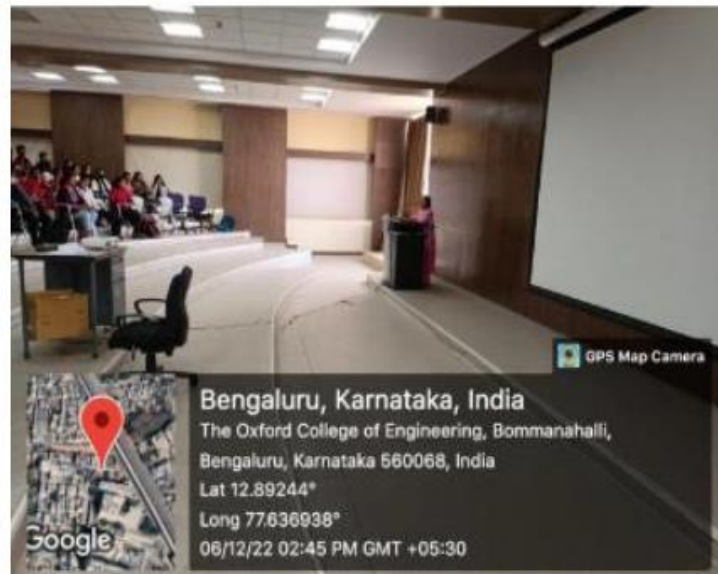 GPS Map Camera
Bengaluru, Karnataka, India
The Oxford College of Engineering, Bommanahalli,
Bengaluru, Karnataka 560068, India
Lat 12.89244°
Long 77.636938°
06/12/22 02:45 PM GMT +05:30
Google